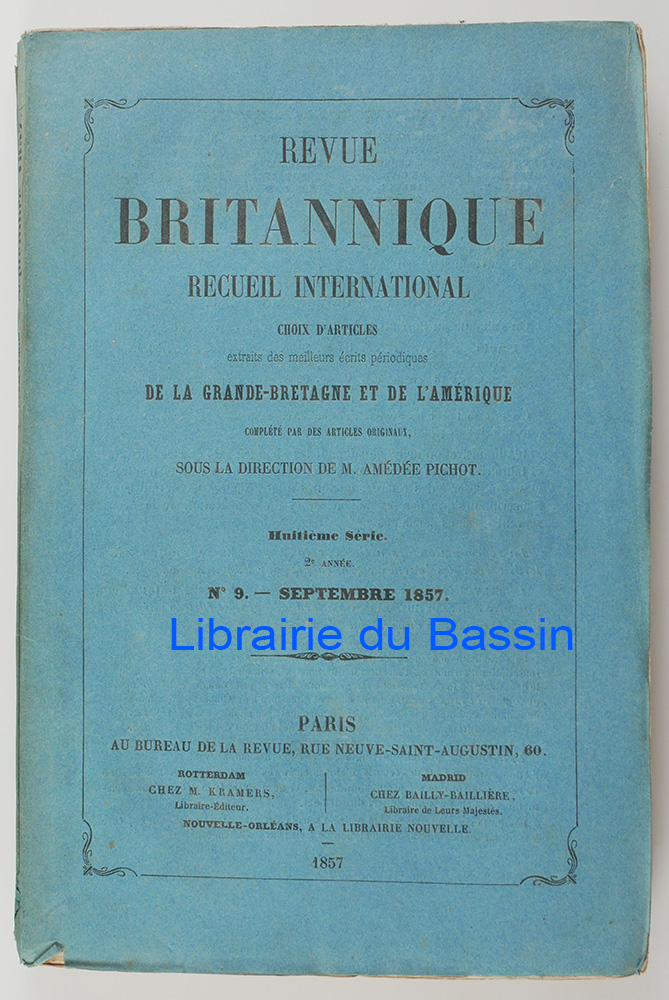 REVUE
BRITANNIQUE
RECUEIL INTERNATIONAL
CHOIX D'ARTICLES
extraits des meilleurs écrits périodiques
DE LA GRANDE-BRETAGNE ET DE L'AMÉRIQUE
COMPLÉTÉ PAR DES ARTICLES ORIGINAUX,
SOUS LA DIRECTION DE M. AMÉDÉE PICHOT.
Huitième Série.
2e ANNÉE.
N° 9. — SEPTEMBRE 1857.
Librairie du Bassin
PARIS
AU BUREAU DE LA REVUE, RUE NEUVE-SAINT-AUGUSTIN, 60.
ROTTERDAM
CHEZ M. KRAMERS,
Libraire-Éditeur.
MADRID
CHEZ BAILLY-BAILLIÈRE,
Libraire de Leurs Majestés.
NOUVELLE-ORLÉANS, A LA LIBRAIRIE NOUVELLE
1857